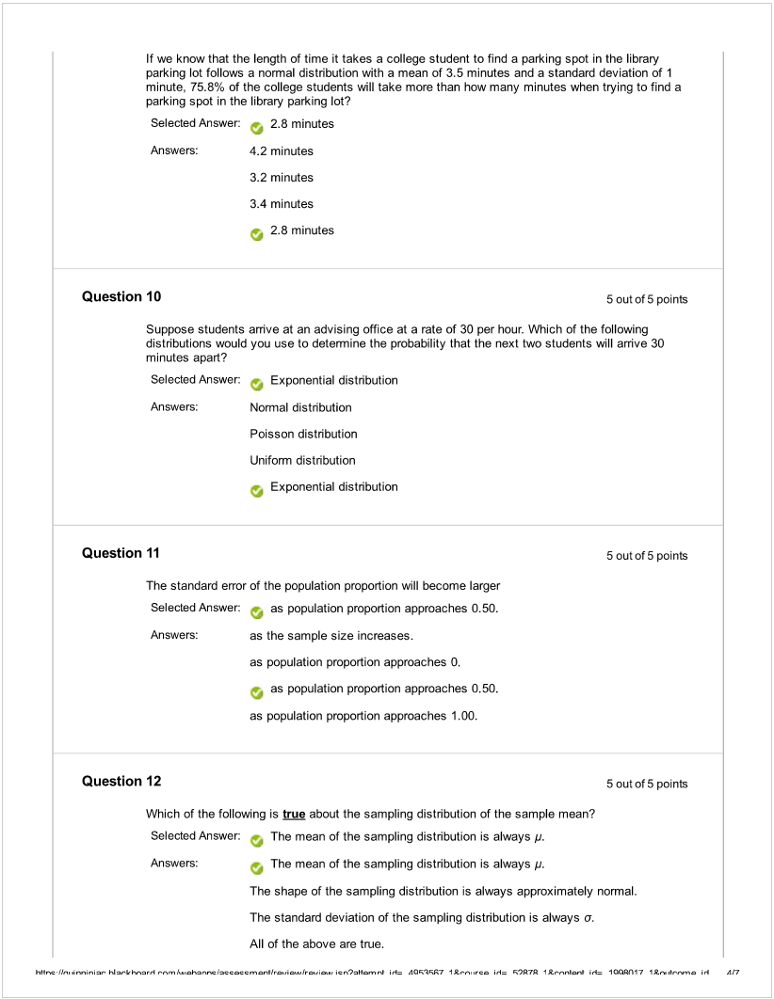 If we know that the length of time it takes a college student to find a parking spot in the library
parking lot follows a normal distribution with a mean of 3.5 minutes and a standard deviation of 1
minute, 75.8% of the college students will take more than how many minutes when trying to find a
parking spot in the library parking lot?
Selected Answer: 2.8 minutes
Answers: 4.2 minutes
3.2 minutes
3.4 minutes
2.8 minutes
Question 10 5 out of 5 points
Suppose students arrive at an advising office at a rate of 30 per hour. Which of the following
distributions would you use to determine the probability that the next two students will arrive 30
minutes apart?
Selected Answer: Exponential distribution
Answers: Normal distribution
Poisson distribution
Uniform distribution
Exponential distribution
Question 11 5 out of 5 points
The standard error of the population proportion will become larger
Selected Answer: as population proportion approaches 0.50.
Answers: as the sample size increases.
as population proportion approaches 0.
as population proportion approaches 0.50.
as population proportion approaches 1.00.
Question 12 5 out of 5 points
Which of the following is true about the sampling distribution of the sample mean?
Selected Answer: The mean of the sampling distribution is always μ.
Answers: The mean of the sampling distribution is always μ.
The shape of the sampling distribution is always approximately normal.
The standard deviation of the sampling distribution is always σ.
All of the above are true.
https://quinnipiac.blackboard.com/webapps/assessment/review/review.jsp?attempt_id=_4953567_1&course_id=_52878_1&content_id=_1998017_1&outcome_id… 4/7